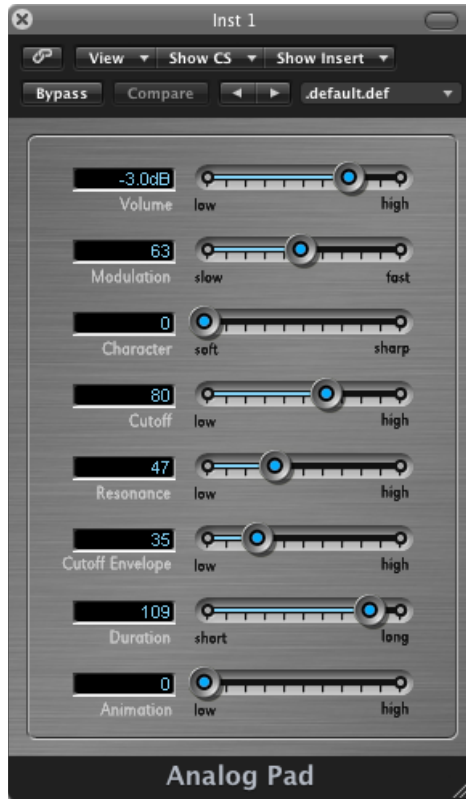 Inst 1
View Show CS Show Insert
Bypass Compare .default.def
-3.0dB
Volume low high
63
Modulation slow fast
0
Character soft sharp
80
Cutoff low high
47
Resonance low high
35
Cutoff Envelope low high
109
Duration short long
0
Animation low high
Analog Pad